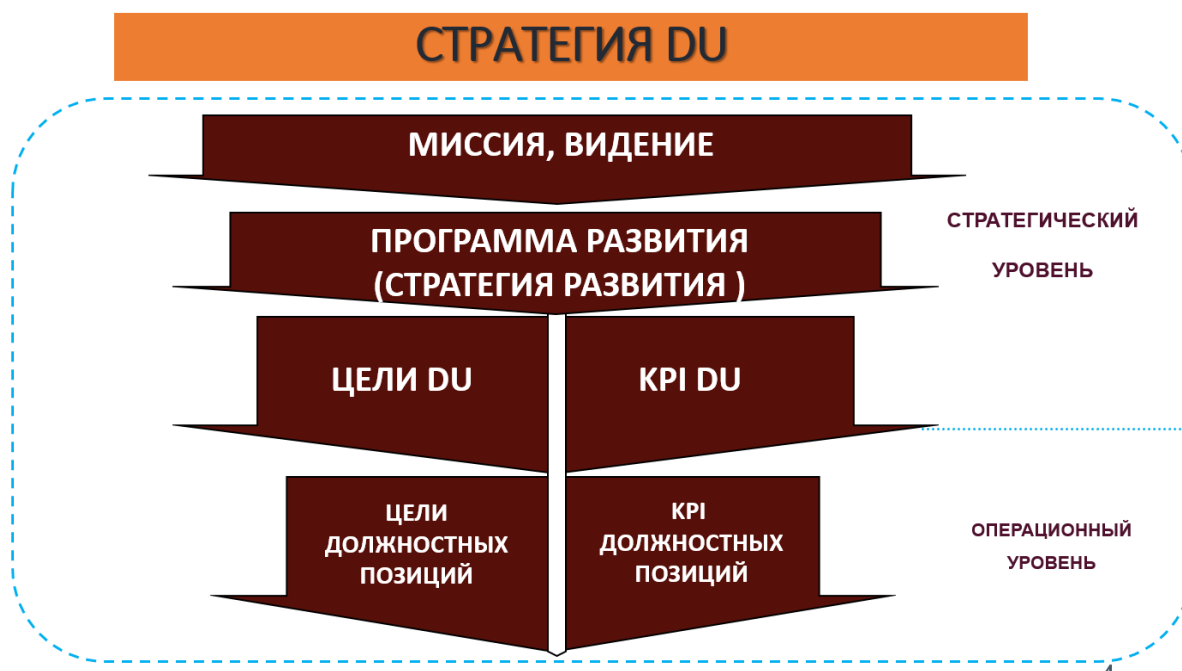 СТРАТЕГИЯ DU
МИССИЯ, ВИДЕНИЕ
ПРОГРАММА РАЗВИТИЯ
(СТРАТЕГИЯ РАЗВИТИЯ )
СТРАТЕГИЧЕСКИЙ
УРОВЕНЬ
ЦЕЛИ DU
KPI DU
ЦЕЛИ
ДОЛЖНОСТНЫХ
ПОЗИЦИЙ
KPI
ДОЛЖНОСТНЫХ
ПОЗИЦИЙ
ОПЕРАЦИОННЫЙ
УРОВЕНЬ